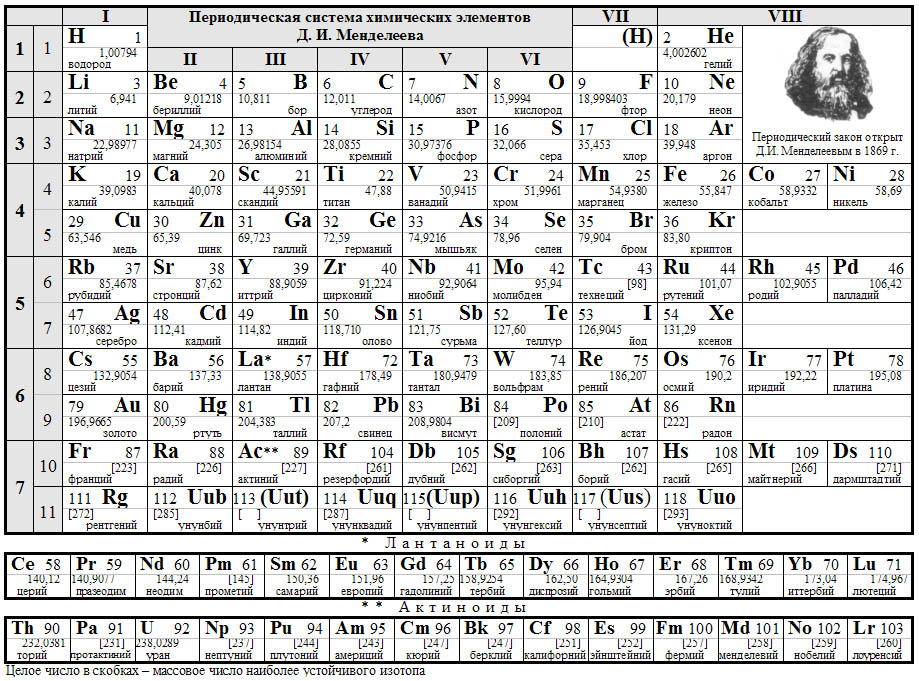 I Периодическая система химических элементов VII VIII
Д. И. Менделеева
II III IV V VI
1 1 H 1 (H) 2 He
1,00794 4,002602
водород гелий
2 2 Li 3 Be 4 5 B 6 C 7 N 8 O 9 F 10 Ne
6,941 9,01218 10,811 12,011 14,0067 15,9994 18,998403 20,179
литий бериллий бор углерод азот кислород фтор неон
3 3 Na 11 Mg 12 13 Al 14 Si 15 P 16 S 17 Cl 18 Ar
22,98977 24,305 26,98154 28,0855 30,97376 32,066 35,453 39,948
натрий магний алюминий кремний фосфор сера хлор аргон
Периодический закон открыт
Д.И. Менделеевым в 1869 г.
4 4 K 19 Ca 20 Sc 21 Ti 22 V 23 Cr 24 Mn 25 Fe 26 Co 27 Ni 28
39,0983 40,078 44,95591 47,88 50,9415 51,9961 54,9380 55,847 58,9332 58,69
калий кальций скандий титан ванадий хром марганец железо кобальт никель
5 29 Cu 30 Zn 31 Ga 32 Ge 33 As 34 Se 35 Br 36 Kr
63,546 65,39 69,723 72,59 74,9216 78,96 79,904 83,80
медь цинк галлий германий мышьяк селен бром криптон
5 6 Rb 37 Sr 38 Y 39 Zr 40 Nb 41 Mo 42 Tc 43 Ru 44 Rh 45 Pd 46
85,4678 87,62 88,9059 91,224 92,9064 95,94 [98] 101,07 102,9055 106,42
рубидий стронций иттрий цирконий ниобий молибден технеций рутений родий палладий
7 47 Ag 48 Cd 49 In 50 Sn 51 Sb 52 Te 53 I 54 Xe
107,8682 112,41 114,82 118,710 121,75 127,60 126,9045 131,29
серебро кадмий индий олово сурьма теллур йод ксенон
6 8 Cs 55 Ba 56 La* 57 Hf 72 Ta 73 W 74 Re 75 Os 76 Ir 77 Pt 78
132,9054 137,33 138,9055 178,49 180,9479 183,85 186,207 190,2 192,22 195,08
цезий барий лантан гафний тантал вольфрам рений осмий иридий платина
9 79 Au 80 Hg 81 Tl 82 Pb 83 Bi 84 Po 85 At 86 Rn
196,9665 200,59 204,383 207,2 208,9804 [209] [210] [222]
золото ртуть таллий свинец висмут полоний астат радон
7 10 Fr 87 Ra 88 Ac** 89 Rf 104 Db 105 Sg 106 Bh 107 Hs 108 Mt 109 Ds 110
[223] [226] [227] [261] [262] [263] [262] [265] [266] [271]
франций радий актиний резерфордий дубний сиборгий борий гасий майтнерий дармштадтий
11 111 Rg 112 Uub 113 (Uut) 114 Uuq 115(Uup) 116 Uuh 117 (Uus) 118 Uuo
[272] [285] [ ] [287] [ ] [292] [ ] [293]
рентгений унунбий унунтрий унунквадий унунпентий унунгексий унунсептий унуноктий
* Лантаноиды
Ce 58 Pr 59 Nd 60 Pm 61 Sm 62 Eu 63 Gd 64 Tb 65 Dy 66 Ho 67 Er 68 Tm 69 Yb 70 Lu 71
140,12 140,9077 144,24 [145] 150,36 151,96 157,25 158,9254 162,50 164,9304 167,26 168,9342 173,04 174,967
церий празеодим неодим прометий самарий европий гадолиний тербий диспрозий гольмий эрбий тулий иттербий лютеций
** Актиноиды
Th 90 Pa 91 U 92 Np 93 Pu 94 Am 95 Cm 96 Bk 97 Cf 98 Es 99 Fm 100 Md 101 No 102 Lr 103
232,0381 [231] 238,0289 [237] [244] [243] [247] [247] [251] [252] [257] [258] [259] [260]
торий протактиний уран нептуний плутоний америций кюрий берклий калифорний эйнштейний фермий менделевий нобелий лоуренсий
Целое число в скобках – массовое число наиболее устойчивого изотопа